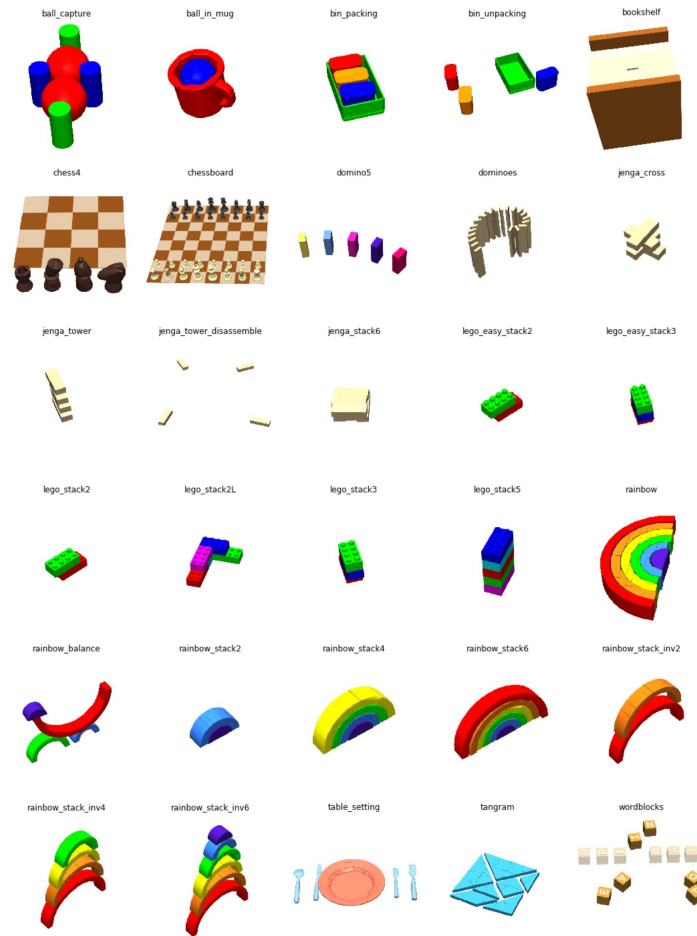 ball_capture
ball_in_mug
bin_packing
bin_unpacking
bookshelf
chess4
chessboard
domino5
dominoes
jenga_cross
jenga_tower
jenga_tower_disassemble
jenga_stack6
lego_easy_stack2
lego_easy_stack3
lego_stack2
lego_stack2L
lego_stack3
lego_stack5
rainbow
rainbow_balance
rainbow_stack2
rainbow_stack4
rainbow_stack6
rainbow_stack_inv2
rainbow_stack_inv4
rainbow_stack_inv6
table_setting
tangram
wordblocks